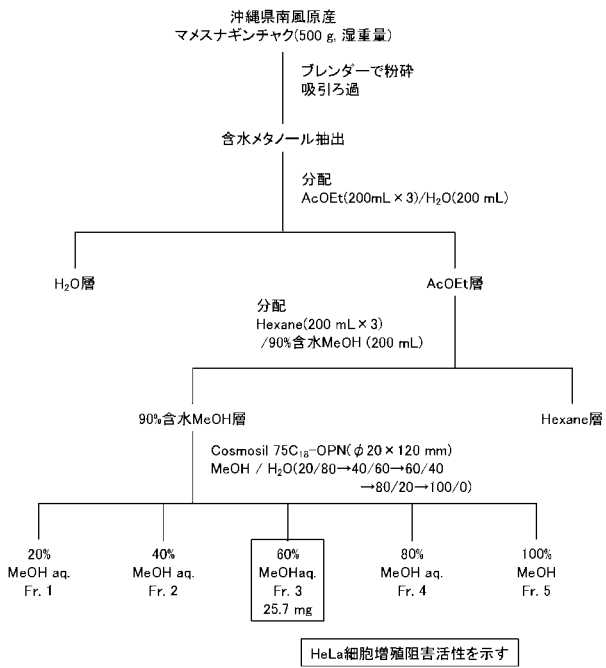 沖縄県南風原産
マメスナギンチャク(500 g, 湿重量)
ブレンダーで粉砕
吸引ろ過
含水メタノール抽出
分配
AcOEt(200mL×3)/H₂O(200 mL)
H₂O層
AcOEt層
分配
Hexane(200 mL×3)
/90%含水MeOH (200 mL)
90%含水MeOH層
Hexane層
Cosmosil 75C₁₈-OPN(φ20×120 mm)
MeOH / H₂O(20/80→40/60→60/40
→80/20→100/0)
20%
MeOH aq.
Fr. 1
40%
MeOH aq.
Fr. 2
60%
MeOHaq.
Fr. 3
25.7 mg
80%
MeOH aq.
Fr. 4
100%
MeOH
Fr. 5
HeLa細胞増殖阻害活性を示す